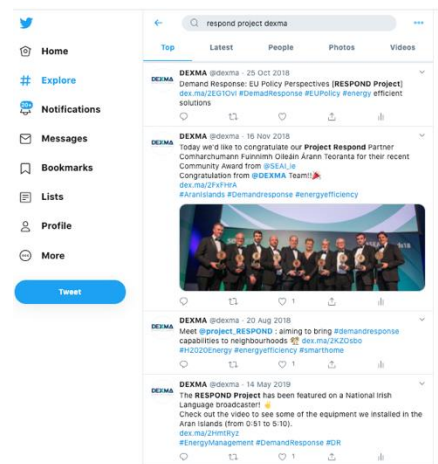 respond project dexma
Top Latest People Photos Videos
Home
Explore
20+
Notifications
Messages
Bookmarks
Lists
Profile
More
Tweet
DEXMA
DEXMA @dexma · 25 Oct 2018
Demand Response: EU Policy Perspectives [RESPOND Project]
dex.ma/2EG1OVI #DemadResponse #EUPolicy #energy efficient
solutions
DEXMA
DEXMA @dexma · 16 Nov 2018
Today we'd like to congratulate our Project Respond Partner
Comharchumann Fuinnimh Oileáin Árann Teoranta for their recent
Community Award from @SEAI_ie
Congratulation from @DEXMA Team!!
dex.ma/2FxFHrA
#AranIslands #Demandresponse #energyefficiency
1
DEXMA
DEXMA @dexma · 20 Aug 2018
Meet @project_RESPOND : aiming to bring #demandresponse
capabilities to neighbourhoods dex.ma/2KZOsbo
#H2020Energy #energyefficiency #smarthome
1
DEXMA
DEXMA @dexma · 14 May 2019
The RESPOND Project has been featured on a National Irish
Language broadcaster!
Check out the video to see some of the equipment we installed in the
Aran Islands (from 0:51 to 5:10).
dex.ma/2HmtRyz
#EnergyManagement #DemandResponse #DR
1